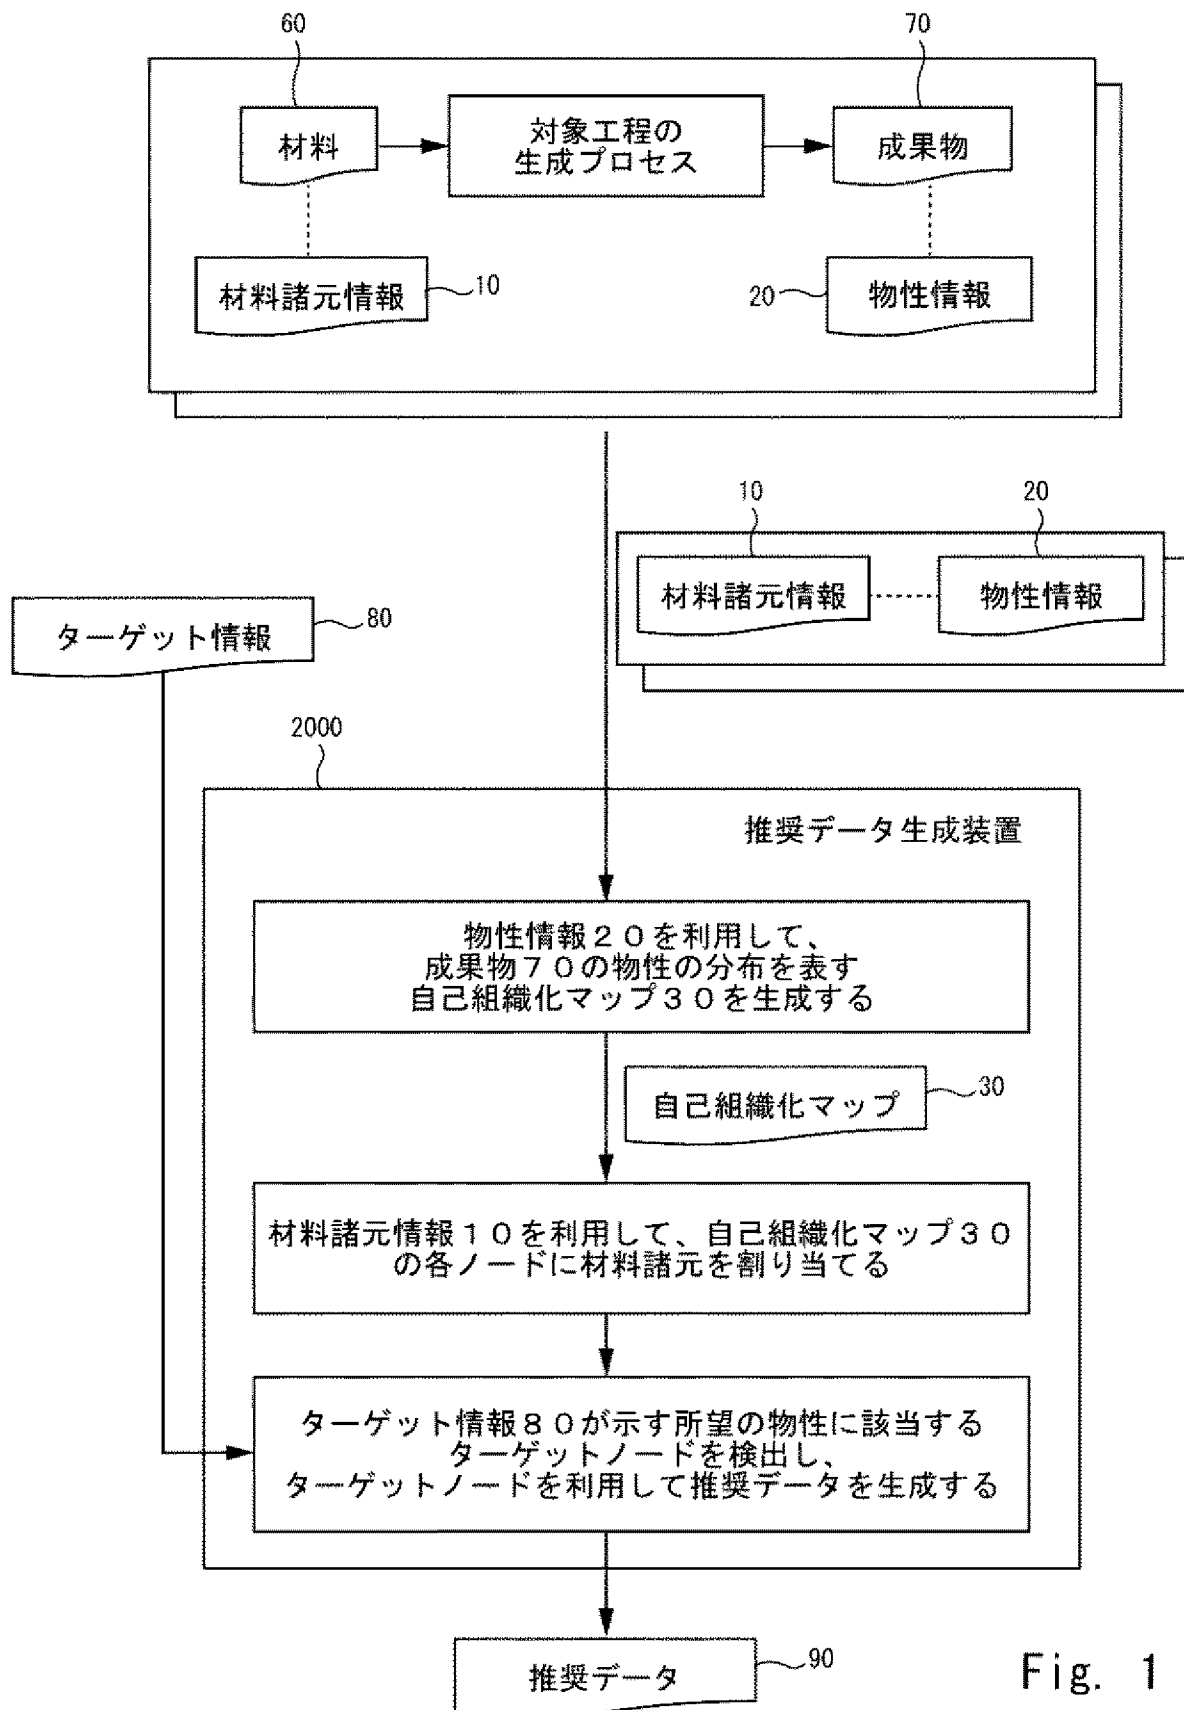 60
70
材料
対象工程の
生成プロセス
成果物
材料諸元情報
10
20
物性情報
10
20
材料諸元情報
物性情報
ターゲット情報
80
2000
推奨データ生成装置
物性情報20を利用して、
成果物70の物性の分布を表す
自己組織化マップ30を生成する
自己組織化マップ
30
材料諸元情報10を利用して、自己組織化マップ30
の各ノードに材料諸元を割り当てる
ターゲット情報80が示す所望の物性に該当する
ターゲットノードを検出し、
ターゲットノードを利用して推奨データを生成する
推奨データ
90
Fig. 1